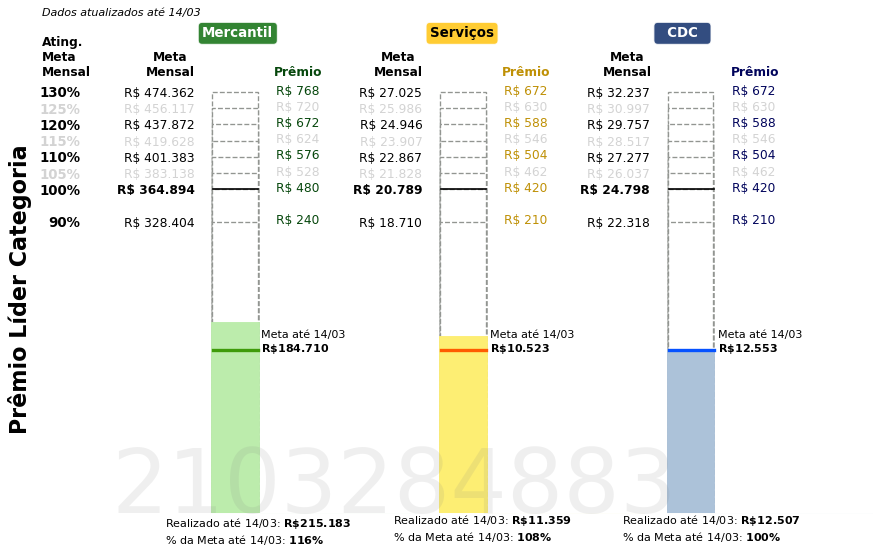 Dados atualizados até 14/03
Mercantil Serviços CDC
Ating.
Meta
Mensal
Meta
Mensal
Prêmio
Meta
Mensal
Prêmio
Meta
Mensal
Prêmio
130% R$ 474.362 R$ 768 R$ 27.025 R$ 672 R$ 32.237 R$ 672
125% R$ 456.117 R$ 720 R$ 25.986 R$ 630 R$ 30.997 R$ 630
120% R$ 437.872 R$ 672 R$ 24.946 R$ 588 R$ 29.757 R$ 588
115% R$ 419.628 R$ 624 R$ 23.907 R$ 546 R$ 28.517 R$ 546
110% R$ 401.383 R$ 576 R$ 22.867 R$ 504 R$ 27.277 R$ 504
105% R$ 383.138 R$ 528 R$ 21.828 R$ 462 R$ 26.037 R$ 462
100% R$ 364.894 R$ 480 R$ 20.789 R$ 420 R$ 24.798 R$ 420
90% R$ 328.404 R$ 240 R$ 18.710 R$ 210 R$ 22.318 R$ 210
Prêmio Líder Categoria
Meta até 14/03
R$184.710
Meta até 14/03
R$10.523
Meta até 14/03
R$12.553
2103284883
Realizado até 14/03: R$215.183
% da Meta até 14/03: 116%
Realizado até 14/03: R$11.359
% da Meta até 14/03: 108%
Realizado até 14/03: R$12.507
% da Meta até 14/03: 100%